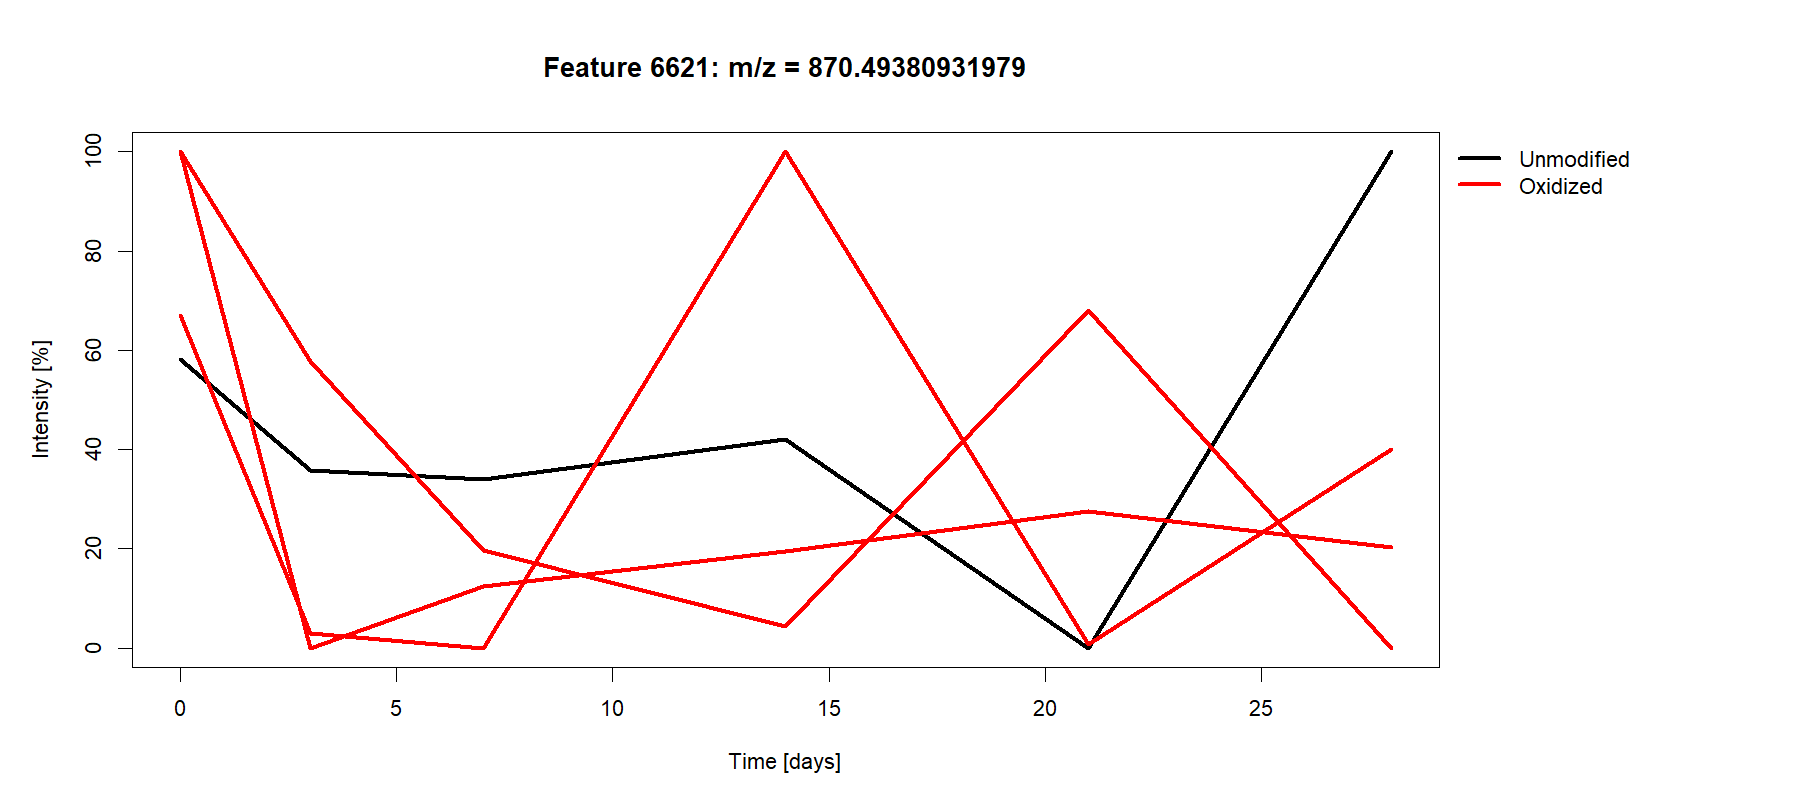 Feature 6621: m/z = 870.49380931979
Unmodified
Oxidized
Intensity [%]
100
80
60
40
20
0
0 5 10 15 20 25
Time [days]